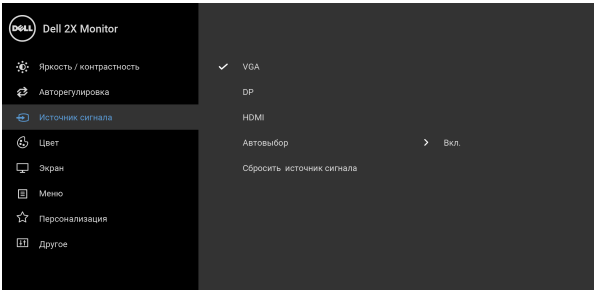 DELL Dell 2X Monitor
Яркость / контрастность
VGA
Авторегулировка
DP
Источник сигнала
HDMI
Цвет
Автовыбор Вкл.
Экран
Сбросить источник сигнала
Меню
Персонализация
Другое